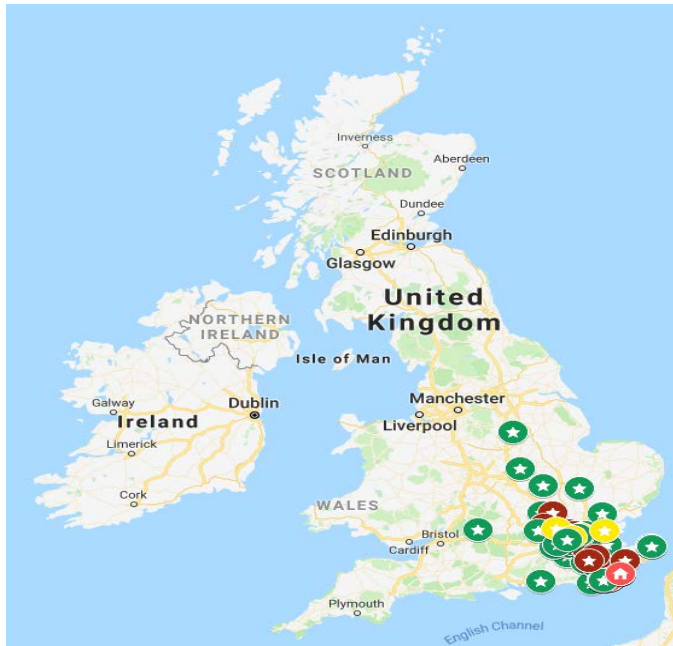 Inverness
Aberdeen
SCOTLAND
Dundee
Edinburgh
Glasgow
United
Kingdom
NORTHERN
IRELAND
Isle of Man
Galway
Dublin
Ireland
Limerick
Cork
Manchester
Liverpool
WALES
Bristol
Cardiff
Plymouth
English Channel